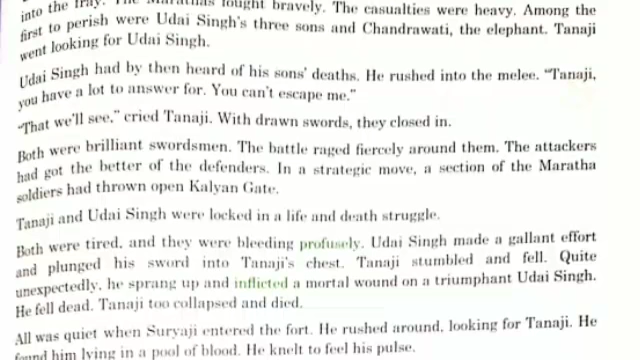 into the fray. The Marathas fought bravely. The casualties were heavy. Among the
first to perish were Udai Singh's three sons and Chandrawati, the elephant. Tanaji
went looking for Udai Singh.
Udai Singh had by then heard of his sons' deaths. He rushed into the melee. "Tanaji,
you have a lot to answer for. You can't escape me."
"That we'll see," cried Tanaji. With drawn swords, they closed in.
Both were brilliant swordsmen. The battle raged fiercely around them. The attackers
had got the better of the defenders. In a strategic move, a section of the Maratha
soldiers had thrown open Kalyan Gate.
Tanaji and Udai Singh were locked in a life and death struggle.
Both were tired, and they were bleeding profusely. Udai Singh made a gallant effort
and plunged his sword into Tanaji's chest. Tanaji stumbled and fell. Quite
unexpectedly, he sprang up and inflicted a mortal wound on a triumphant Udai Singh.
He fell dead. Tanaji too collapsed and died.
All was quiet when Suryaji entered the fort. He rushed around, looking for Tanaji. He
found him lying in a pool of blood. He knelt to feel his pulse.